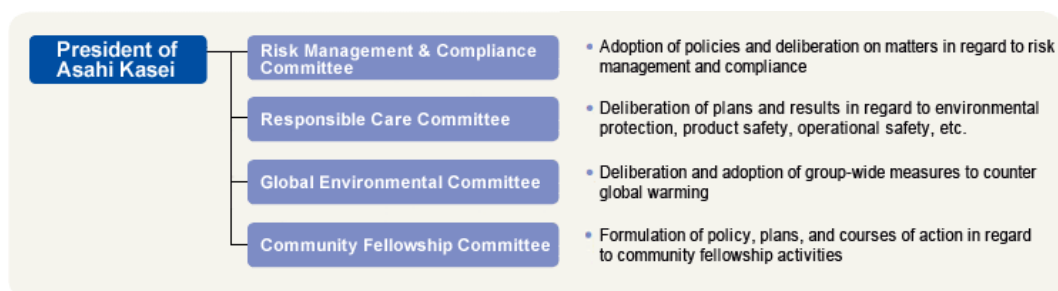 President of
Asahi Kasei
Risk Management & Compliance
Committee
• Adoption of policies and deliberation on matters in regard to risk
management and compliance
Responsible Care Committee
• Deliberation of plans and results in regard to environmental
protection, product safety, operational safety, etc.
Global Environmental Committee
• Deliberation and adoption of group-wide measures to counter
global warming
Community Fellowship Committee
• Formulation of policy, plans, and courses of action in regard
to community fellowship activities